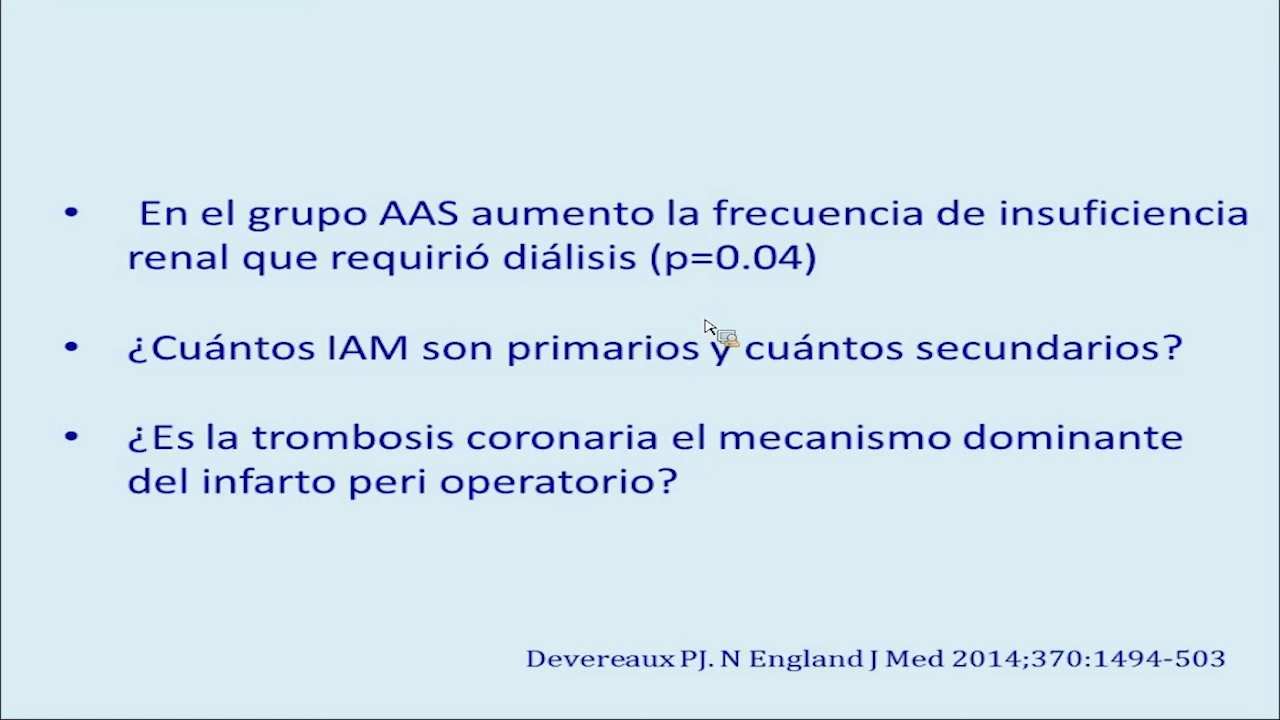 • En el grupo AAS aumento la frecuencia de insuficiencia
renal que requirió diálisis (p=0.04)
• ¿Cuántos IAM son primarios y cuántos secundarios?
• ¿Es la trombosis coronaria el mecanismo dominante
del infarto peri operatorio?
Devereaux PJ. N England J Med 2014;370:1494-503